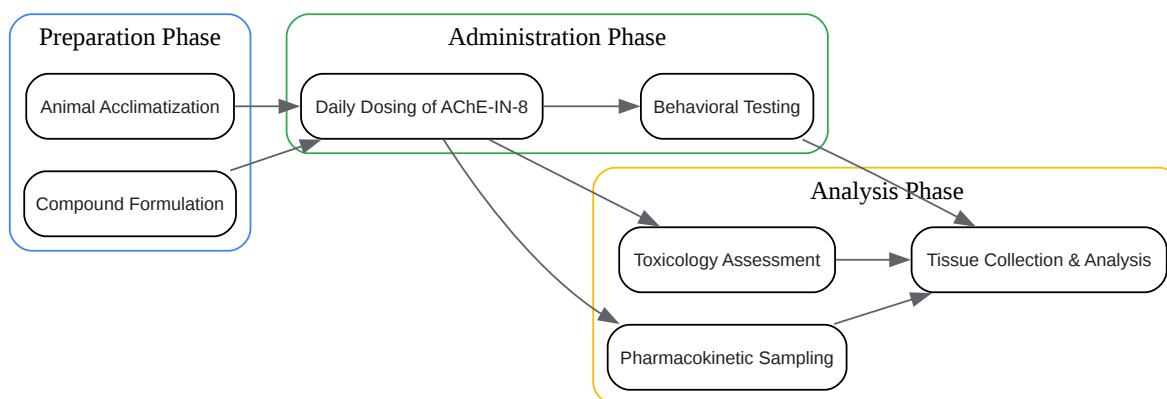 Preparation Phase
Administration Phase
Animal Acclimatization
Daily Dosing of AChE-IN-8
Behavioral Testing
Compound Formulation
Analysis Phase
Toxicology Assessment
Tissue Collection & Analysis
Pharmacokinetic Sampling